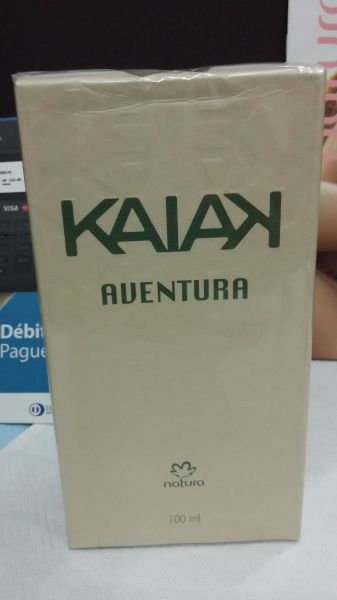 KAIAK
AVENTURA
natura
100 ml
VISA
Débit
Pague